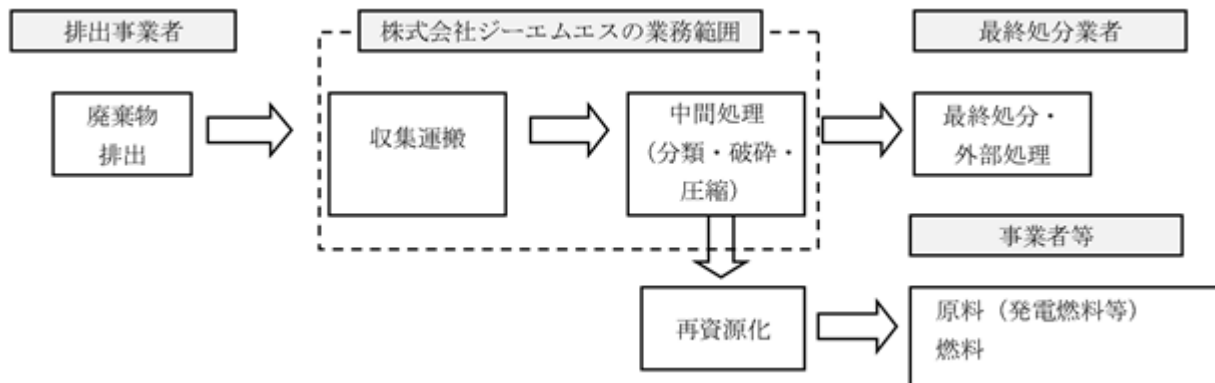 排出事業者
株式会社ジーエムエスの業務範囲
最終処分業者
廃棄物
排出
収集運搬
中間処理
(分類・破砕・
圧縮)
最終処分・
外部処理
事業者等
再資源化
原料(発電燃料等)
燃料